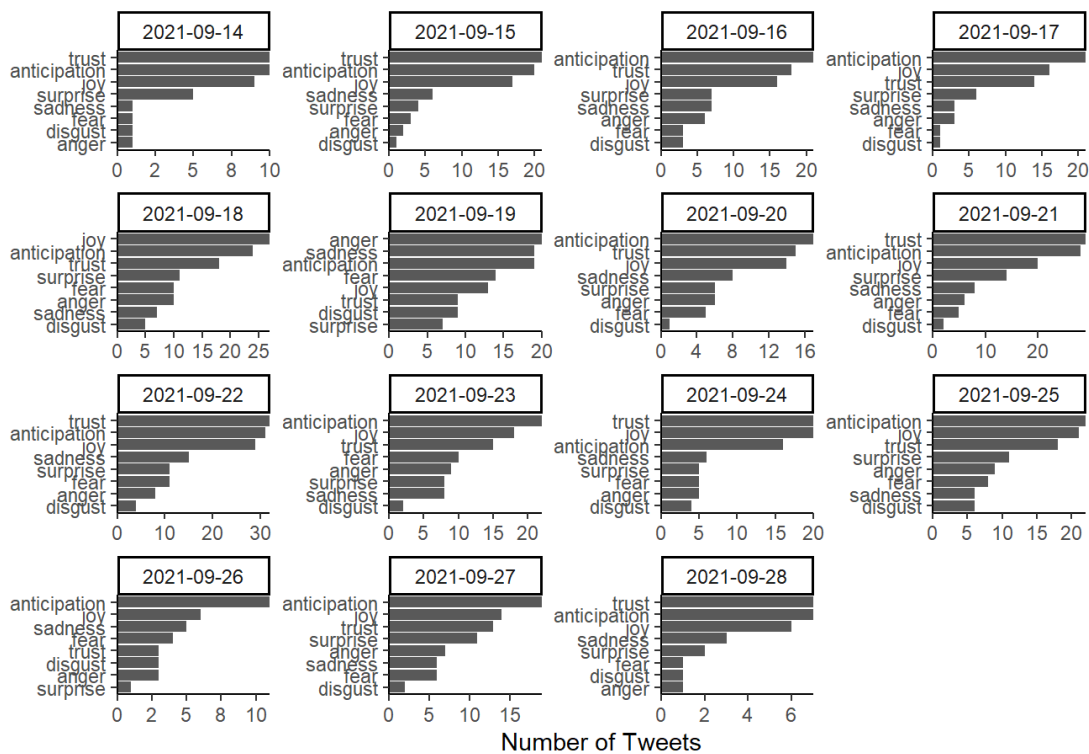 2021-09-14
trust
anticipation
joy
surprise
sadness
fear
disgust
anger
0.0 2.5 5.0 7.5 10.0
2021-09-15
trust
anticipation
joy
sadness
surprise
fear
anger
disgust
0 5 10 15 20
2021-09-16
anticipation
trust
joy
surprise
sadness
anger
fear
disgust
0 5 10 15 20
2021-09-17
anticipation
joy
trust
surprise
sadness
anger
fear
disgust
0 5 10 15 20
2021-09-18
joy
anticipation
trust
surprise
fear
anger
sadness
disgust
0 5 10 15 20 25
2021-09-19
anger
sadness
anticipation
fear
joy
trust
disgust
surprise
0 5 10 15 20
2021-09-20
anticipation
trust
joy
sadness
surprise
anger
fear
disgust
0 4 8 12 16
2021-09-21
trust
anticipation
joy
surprise
sadness
anger
fear
disgust
0 10 20
2021-09-22
trust
anticipation
joy
sadness
surprise
fear
anger
disgust
0 10 20 30
2021-09-23
anticipation
joy
trust
fear
anger
surprise
sadness
disgust
0 5 10 15 20
2021-09-24
trust
joy
anticipation
sadness
surprise
fear
anger
disgust
0 5 10 15 20
2021-09-25
anticipation
joy
trust
surprise
anger
fear
sadness
disgust
0 5 10 15 20
2021-09-26
anticipation
joy
sadness
fear
trust
disgust
anger
surprise
0 2 5 8 10
2021-09-27
anticipation
joy
trust
surprise
anger
sadness
fear
disgust
0 5 10 15
2021-09-28
trust
anticipation
joy
sadness
surprise
fear
disgust
anger
0 2 4 6
Number of Tweets